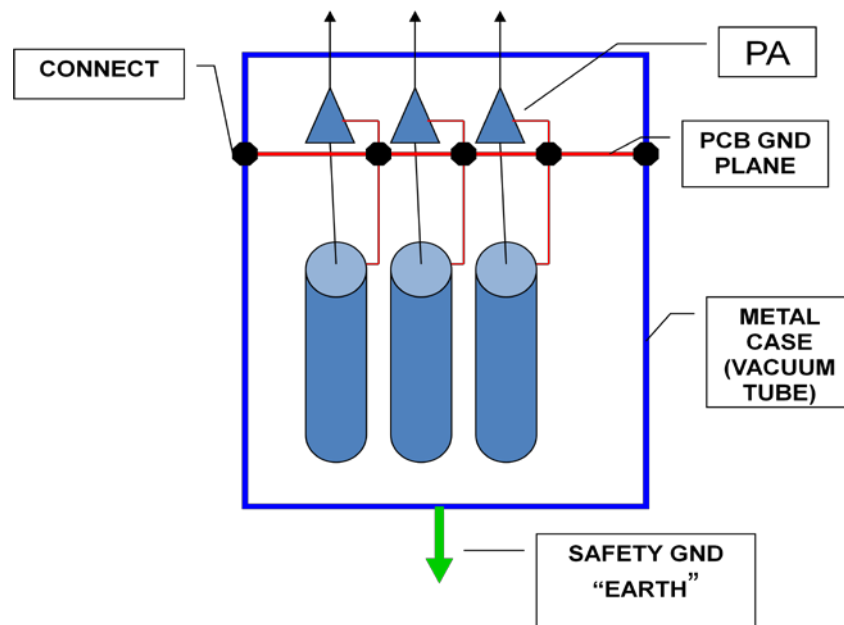 CONNECT
PA
PCB GND
PLANE
METAL
CASE
(VACUUM
TUBE)
SAFETY GND
“EARTH”